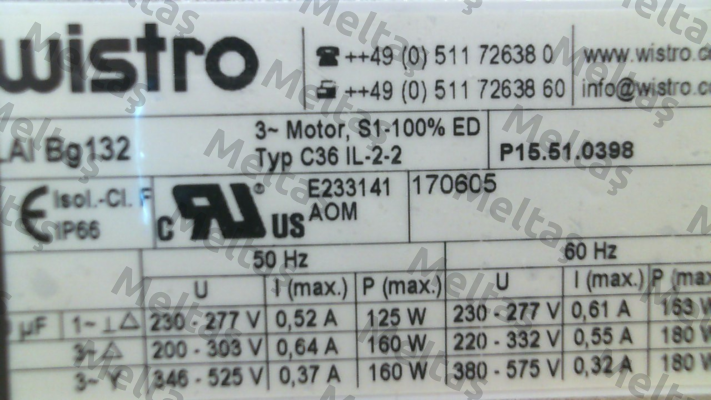 wistro
++49 (0) 511 72638 0
www.wistro.
++49 (0) 511 72638 60
info@wistro.
Bg132
3~ Motor, S1-100% ED
Typ C36 IL-2-2
P15.51.0398
CE
Isol.-Cl. F
IP66
c RU US
E233141
AOM
170605
50 Hz
60 Hz
U I (max.) P (max.) U I (max.) P (max.
µF 1~ ⊥△ 230 - 277 V 0,52 A 125 W 230 - 277 V 0,61 A 163 W
3~ △ 200 - 303 V 0,64 A 160 W 220 - 332 V 0,55 A 180 W
3~ Y 346 - 525 V 0,37 A 160 W 380 - 575 V 0,32 A 180 W
Meltaş